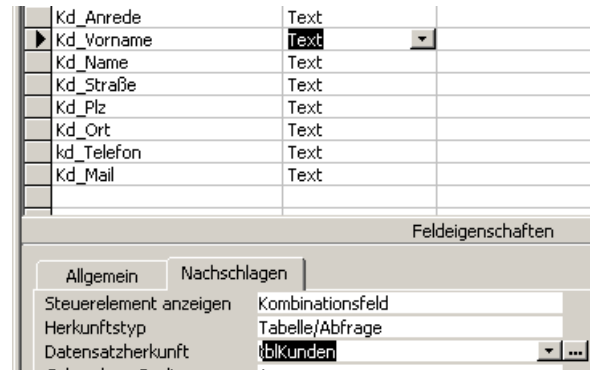 Kd_Anrede Text
Kd_Vorname Text
Kd_Name Text
Kd_Straße Text
Kd_Plz Text
Kd_Ort Text
kd_Telefon Text
Kd_Mail Text
Feldeigenschaften
Allgemein Nachschlagen
Steuerelement anzeigen Kombinationsfeld
Herkunftstyp Tabelle/Abfrage
Datensatzherkunft tblKunden